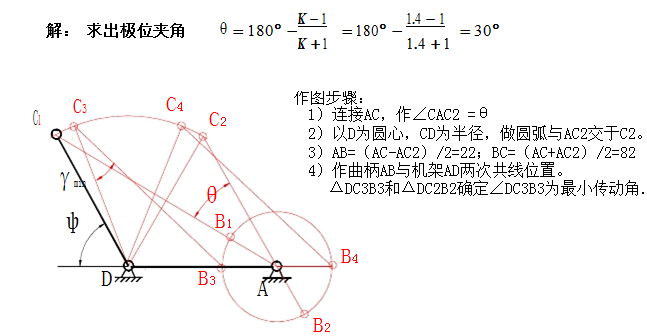 解： 求出极位夹角 θ=180° - (K-1)/(K+1) =180° - (1.4-1)/(1.4+1) =30°
作图步骤：
1）连接AC，作∠CAC2 =θ
2）以D为圆心，CD为半径，做圆弧与AC2交于C2。
3）AB=（AC-AC2）/2=22；BC=（AC+AC2）/2=82
4）作曲柄AB与机架AD两次共线位置。
△DC3B3和△DC2B2确定∠DC3B3为最小传动角.
C1
C3
C4
C2
γmin
θ
ψ
B1
D
B3
A
B4
B2